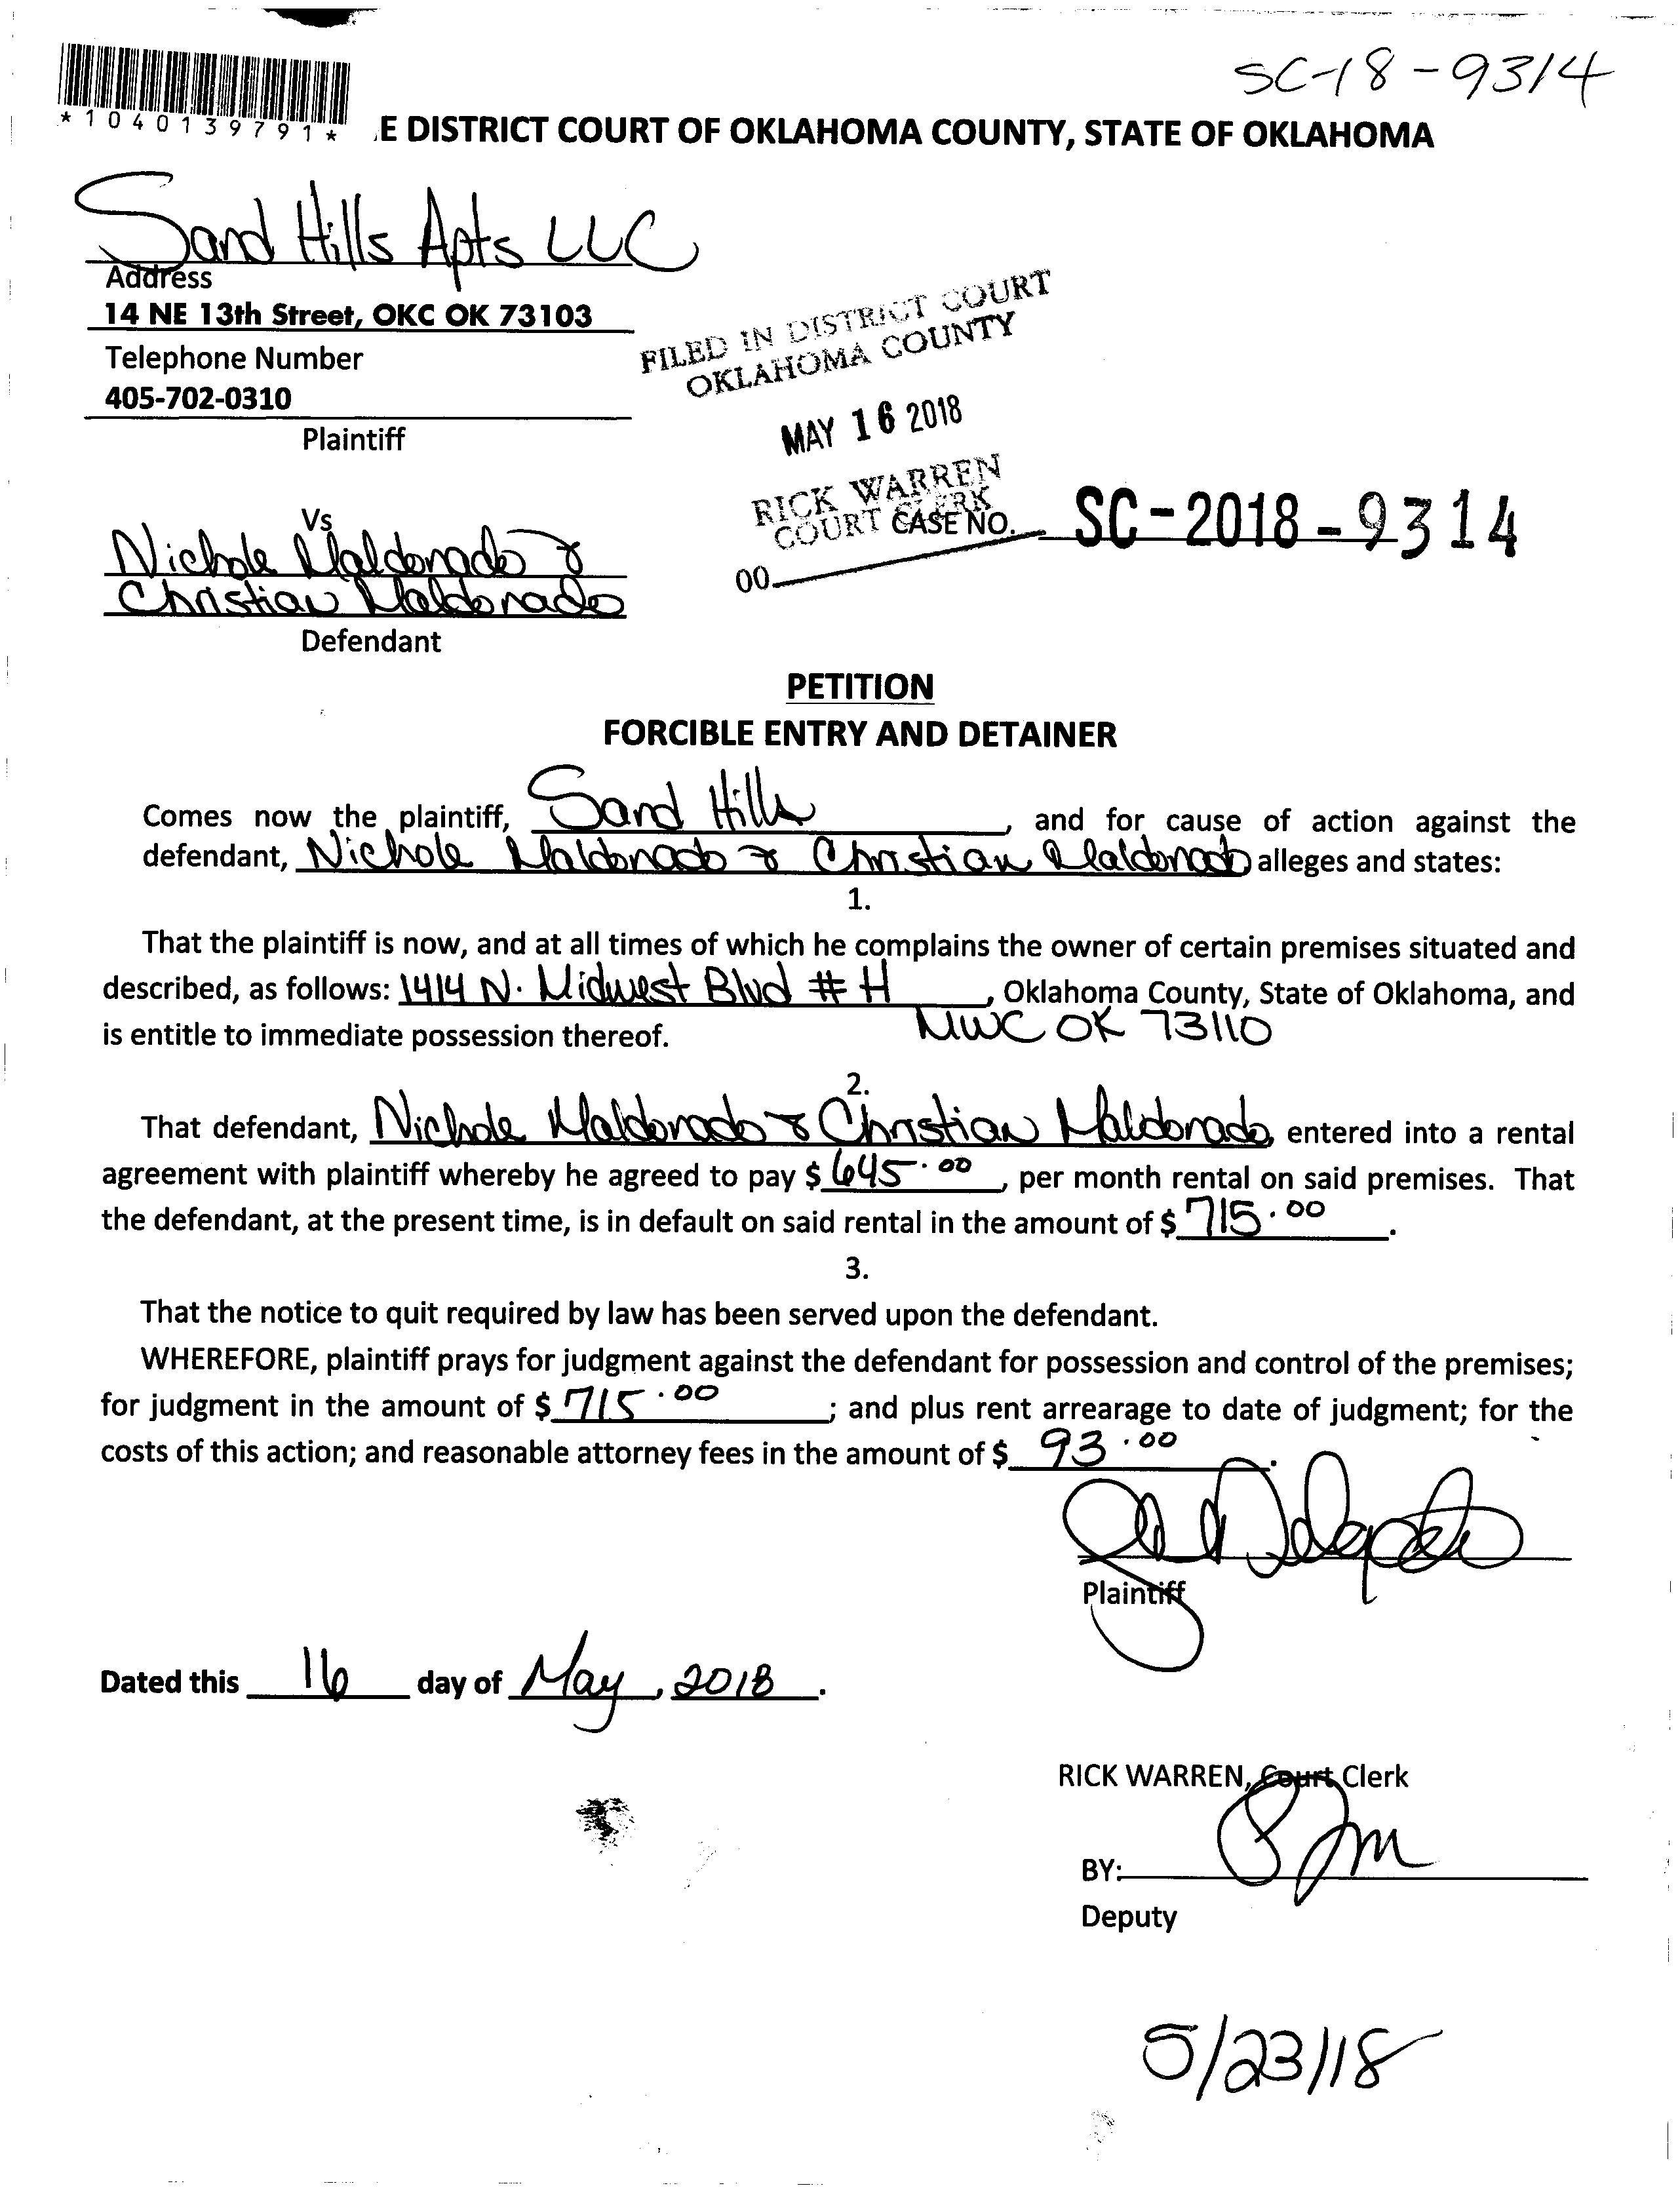 SC-18-9314
*1040139791*
E DISTRICT COURT OF OKLAHOMA COUNTY, STATE OF OKLAHOMA
Sand Hills Apts LLC
Address
14 NE 13th Street, OKC OK 73103
Telephone Number
405-702-0310
Plaintiff
FILED IN DISTRICT COURT
OKLAHOMA COUNTY
MAY 16 2018
RICK WARREN
COURT CLERK
CASE NO. SC-2018-9314
00
Vs
Nichole Maldonado &
Christian Maldonado
Defendant
PETITION
FORCIBLE ENTRY AND DETAINER
Comes now the plaintiff, Sand Hills, and for cause of action against the
defendant, Nichole Maldonado & Christian Maldonado alleges and states:
1.
That the plaintiff is now, and at all times of which he complains the owner of certain premises situated and
described, as follows: 1414 N. Midwest Blvd # H, Oklahoma County, State of Oklahoma, and
MWC OK 73110
is entitle to immediate possession thereof.
2.
That defendant, Nichole Maldonado & Christian Maldonado, entered into a rental
agreement with plaintiff whereby he agreed to pay $ 645.00, per month rental on said premises. That
the defendant, at the present time, is in default on said rental in the amount of $ 715.00.
3.
That the notice to quit required by law has been served upon the defendant.
WHEREFORE, plaintiff prays for judgment against the defendant for possession and control of the premises;
for judgment in the amount of $ 715.00; and plus rent arrearage to date of judgment; for the
costs of this action; and reasonable attorney fees in the amount of $ 93.00.
Plaintiff
Dated this 16 day of May, 2018.
RICK WARREN, Court Clerk
BY:
Deputy
5/23/18